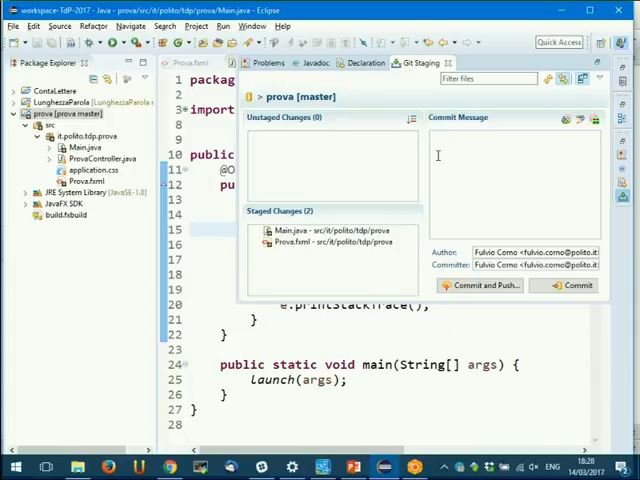 workspace-TdP-2017 - prova/src/it/polito/tdp/prova/Main.java - Eclipse
File Edit Source Refactor Navigate Search Project Run Window Help
Quick Access
Package Explorer
ContaLettere
LunghezzaParola [LunghezzaParola
prova [prova master]
src
it.polito.tdp.prova
Main.java
ProvaController.java
application.css
Prova.fxml
JRE System Library [JavaSE-1.8]
JavaFX SDK
build.fxbuild
Prova.fxml
Problems Javadoc Declaration Git Staging
Filter files
> prova [master]
Unstaged Changes (0)
Commit Message
Staged Changes (2)
Main.java - src/it/polito/tdp/prova
Prova.fxml - src/it/polito/tdp/prova
Author: Fulvio Corno <fulvio.corno@polito.it
Committer: Fulvio Corno <fulvio.corno@polito.it
Commit and Push... Commit
1 packag
2
3 import
9
10 public
11 @O
12 pu
13
14
15
20 e.printStackTrace();
21 }
22 }
23
24 public static void main(String[] args) {
25 launch(args);
26 }
27 }
28
ENG
18:28
14/03/2017